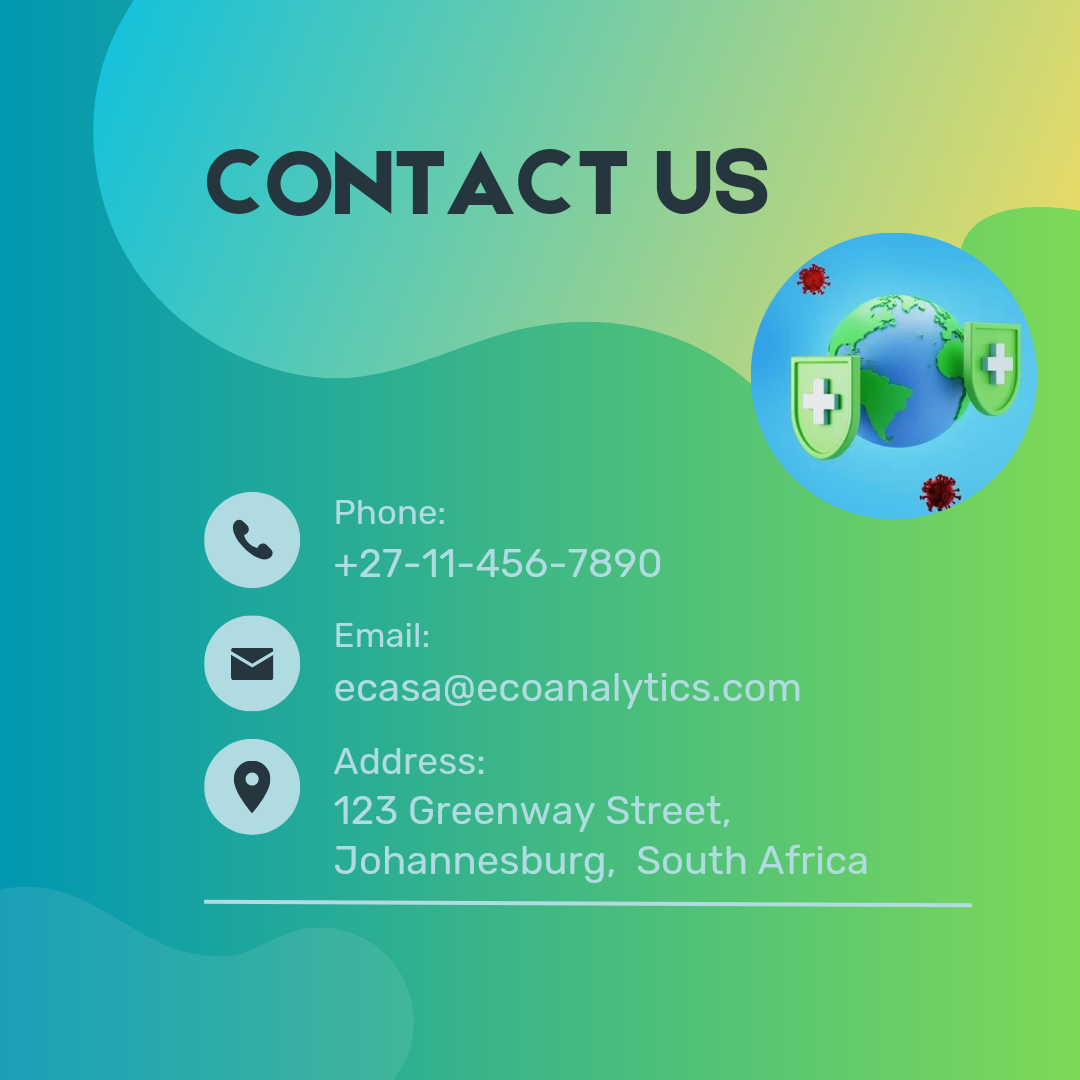 CONTACT US
Phone:
+27-11-456-7890
Email:
ecasa@ecoanalytics.com
Address:
123 Greenway Street,
Johannesburg,  South Africa